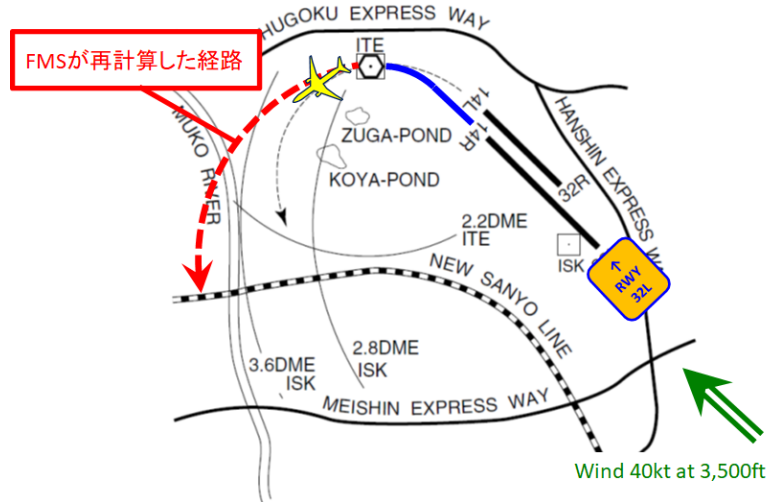 HUGOKU EXPRESS WAY
FMSが再計算した経路
ITE
14L
14R
HANSHIN EXPRESS WA
MUKO RIVER
ZUGA-POND
KOYA-POND
32R
2.2DME
ITE
ISK
↑
RWY
32L
NEW SANYO LINE
2.8DME
ISK
3.6DME
ISK
MEISHIN EXPRESS WAY
Wind 40kt at 3,500ft